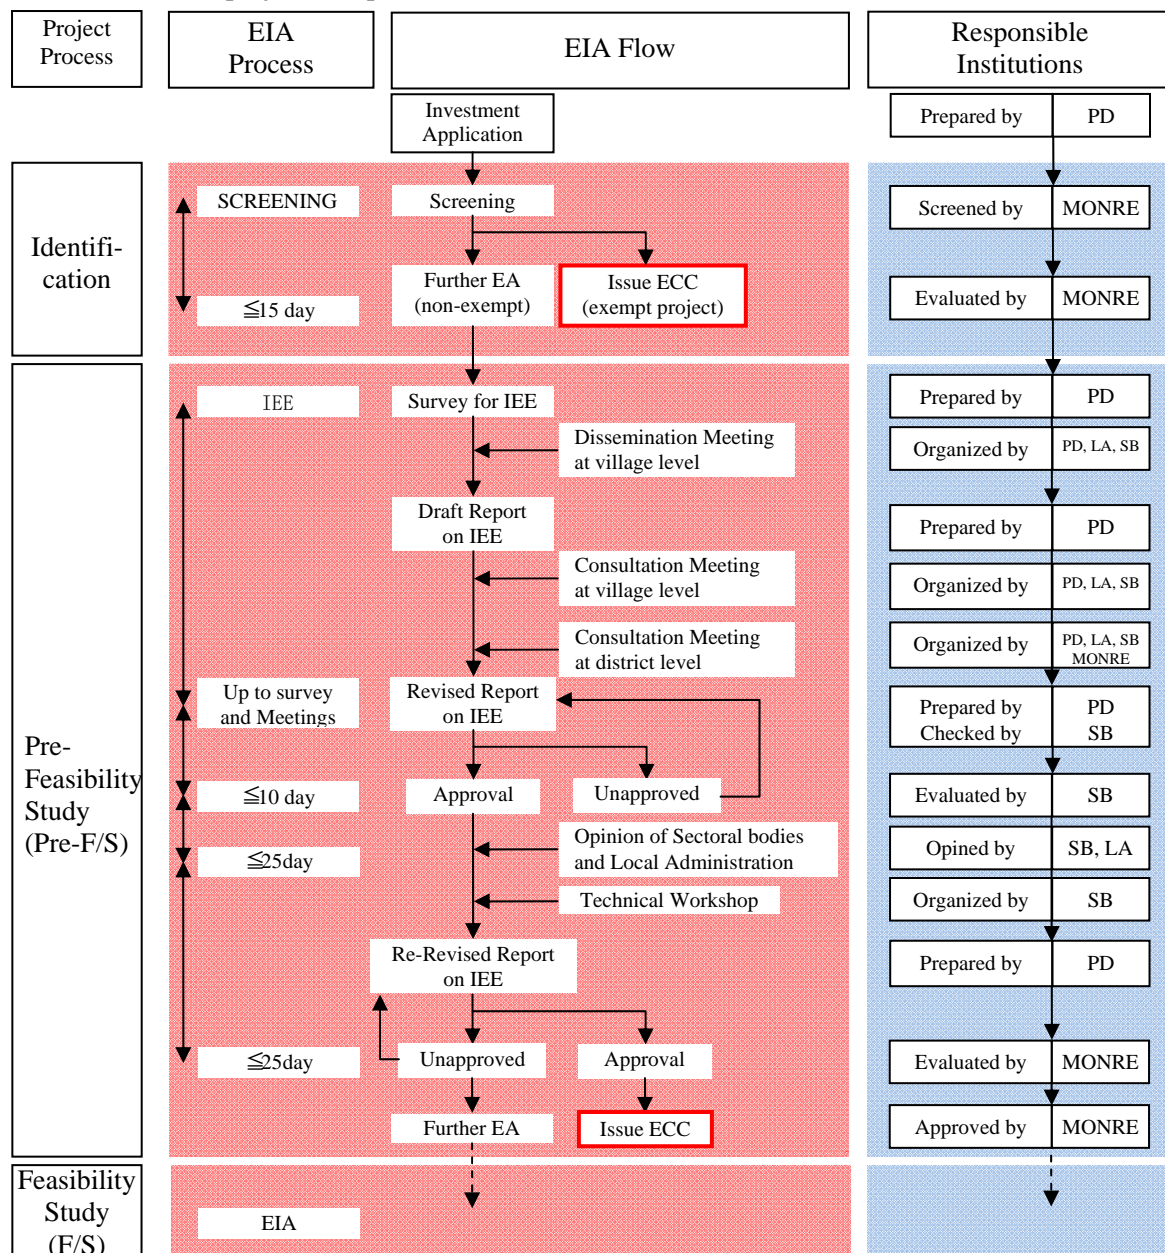 Project
Process
EIA
Process
EIA Flow
Responsible
Institutions
Investment
Application
Prepared by PD
Identifi-
cation
SCREENING
Screening
Screened by MONRE
Further EA
(non-exempt)
Issue ECC
(exempt project)
≦15 day
Evaluated by MONRE
Pre-
Feasibility
Study
(Pre-F/S)
IEE
Survey for IEE
Prepared by PD
Dissemination Meeting
at village level
Organized by PD, LA, SB
Draft Report
on IEE
Prepared by PD
Consultation Meeting
at village level
Organized by PD, LA, SB
Consultation Meeting
at district level
Organized by PD, LA, SB
MONRE
Up to survey
and Meetings
Revised Report
on IEE
Prepared by PD
Checked by SB
≦10 day
Approval
Unapproved
Evaluated by SB
Opinion of Sectoral bodies
and Local Administration
Opined by SB, LA
≦25day
Technical Workshop
Organized by SB
Re-Revised Report
on IEE
Prepared by PD
≦25day
Unapproved
Approval
Evaluated by MONRE
Further EA
Issue ECC
Approved by MONRE
Feasibility
Study
(F/S)
EIA